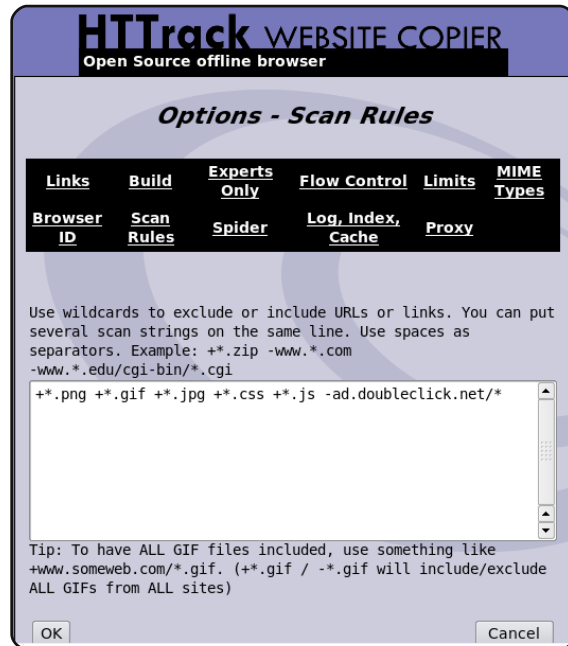 HTTrack WEBSITE COPIER
Open Source offline browser
Options - Scan Rules
Links Build Experts Only Flow Control Limits MIME Types
Browser ID Scan Rules Spider Log, Index, Cache Proxy
Use wildcards to exclude or include URLs or links. You can put
several scan strings on the same line. Use spaces as
separators. Example: +*.zip -www.*.com
-www.*.edu/cgi-bin/*.cgi
+*.png +*.gif +*.jpg +*.css +*.js -ad.doubleclick.net/*
Tip: To have ALL GIF files included, use something like
+www.someweb.com/*.gif. (+*.gif / -*.gif will include/exclude
ALL GIFs from ALL sites)
OK Cancel